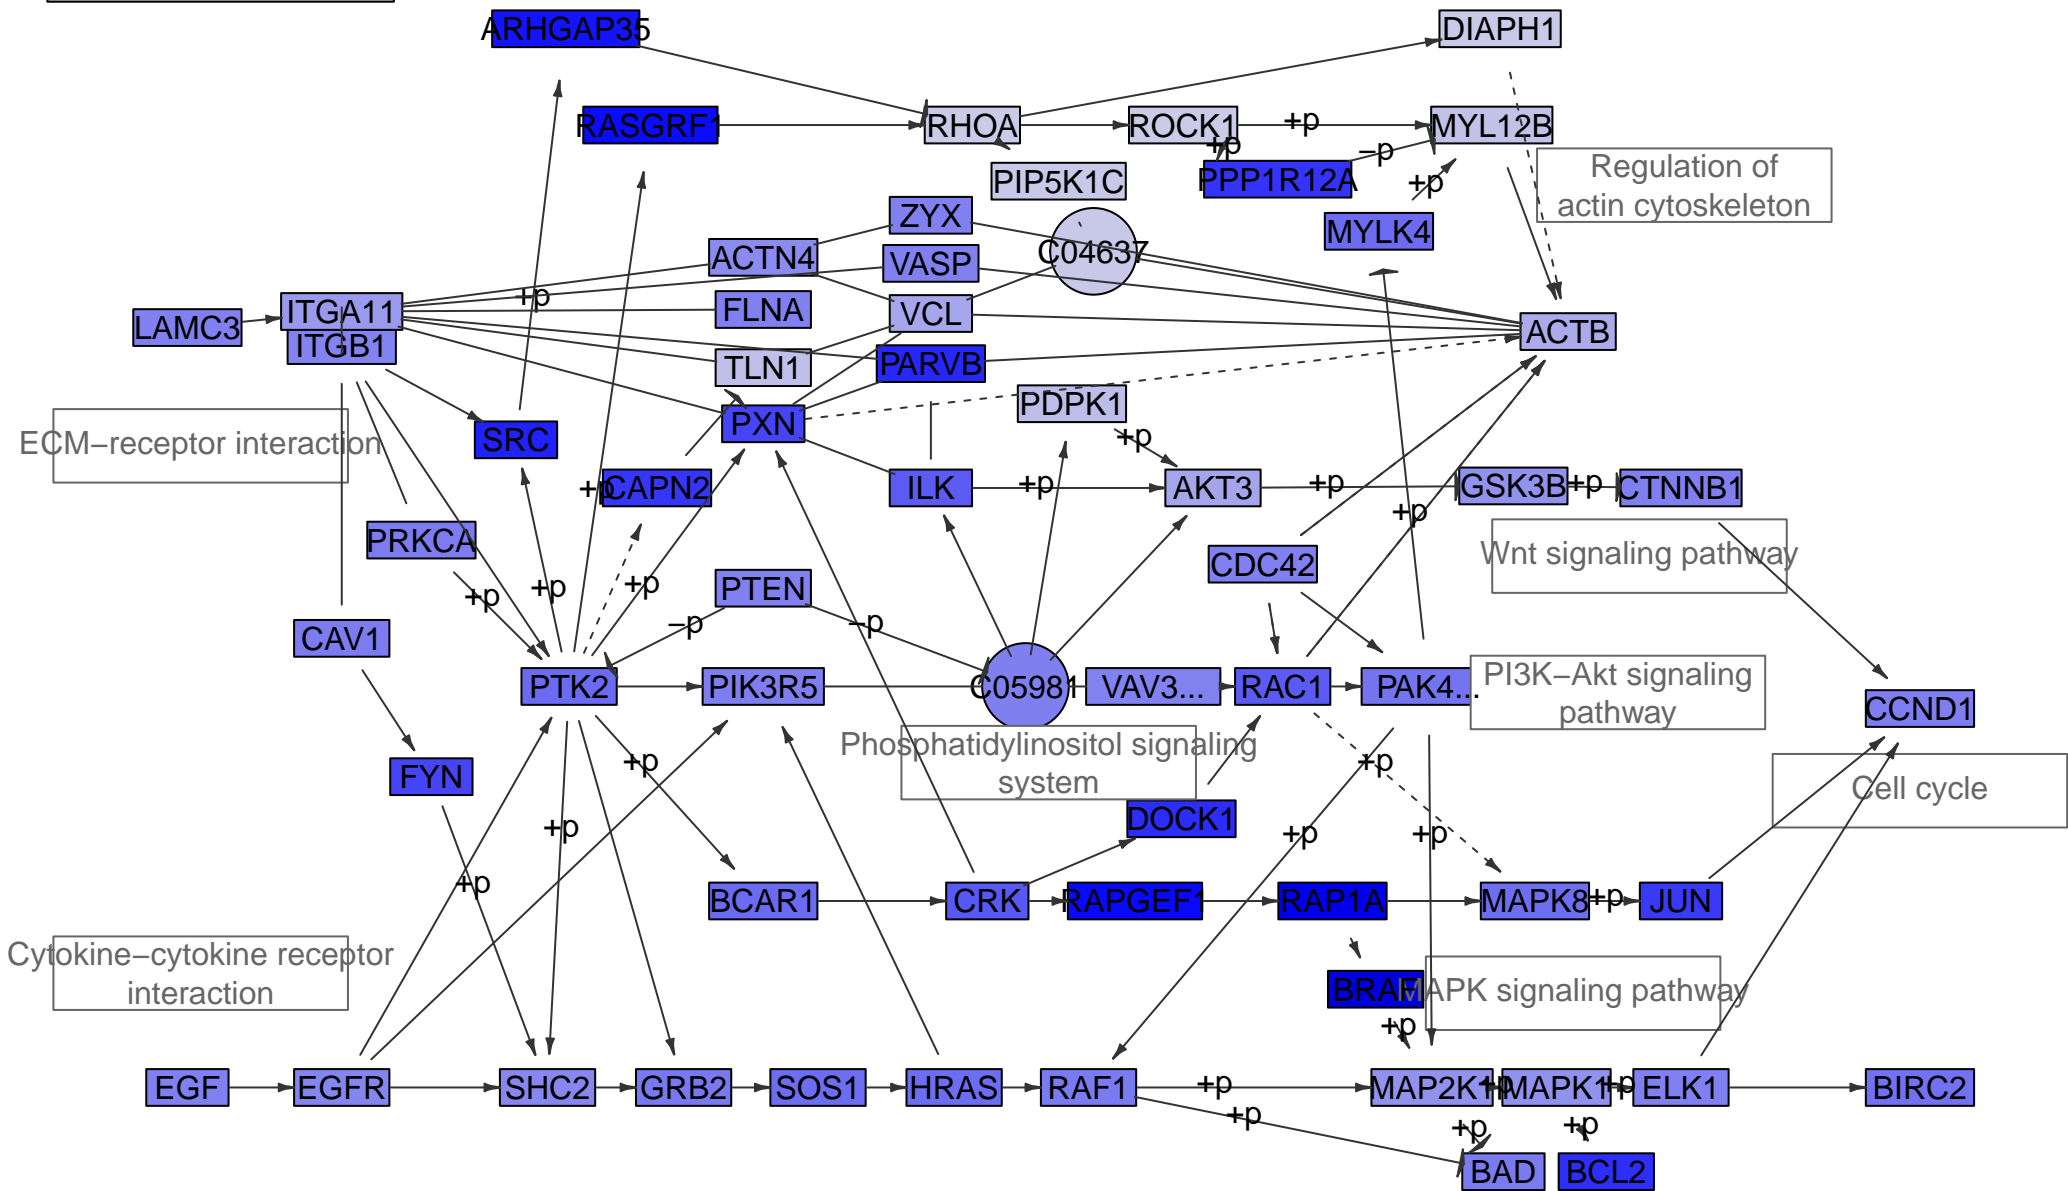 ARHGAP35
DIAPH1
RASGRF1
RHOA
ROCK1
+p
MYL12B
+p
−p
PIP5K1C
PPP1R12A
+p
Regulation of
actin cytoskeleton
ZYX
MYLK4
ACTN4
VASP
C04637
+p
ITGA11
FLNA
VCL
LAMC3
ITGB1
ACTB
TLN1
PARVB
PDPK1
PXN
+p
ECM−receptor interaction
SRC
+p
CAPN2
ILK
+p
AKT3
+p
GSK3B
+p
CTNNB1
+p
PRKCA
Wnt signaling pathway
CDC42
+p
+p
+p
PTEN
−p
−p
CAV1
PTK2
PIK3R5
C05981
VAV3...
RAC1
PAK4...
PI3K−Akt signaling
pathway
CCND1
Phosphatidylinositol signaling
system
FYN
+p
+p
Cell cycle
DOCK1
+p
+p
+p
+p
BCAR1
CRK
RAPGEF1
RAP1A
MAPK8
+p
JUN
Cytokine−cytokine receptor
interaction
BRAF
MAPK signaling pathway
+p
EGF
EGFR
SHC2
GRB2
SOS1
HRAS
RAF1
+p
MAP2K1
+p
MAPK1
+p
ELK1
BIRC2
+p
+p
+p
BAD
BCL2